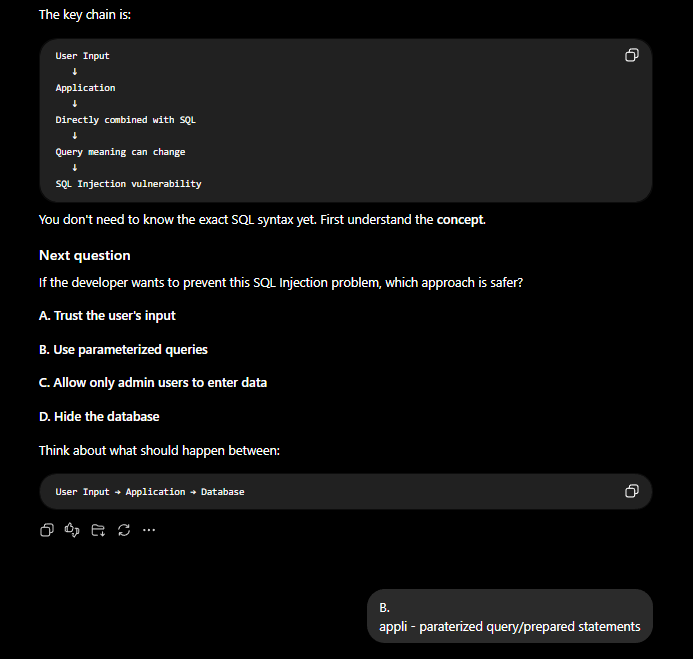 The key chain is:
User Input
↓
Application
↓
Directly combined with SQL
↓
Query meaning can change
↓
SQL Injection vulnerability
You don't need to know the exact SQL syntax yet. First understand the concept.
Next question
If the developer wants to prevent this SQL Injection problem, which approach is safer?
A. Trust the user's input
B. Use parameterized queries
C. Allow only admin users to enter data
D. Hide the database
Think about what should happen between:
User Input → Application → Database
B.
appli - paraterized query/prepared statements